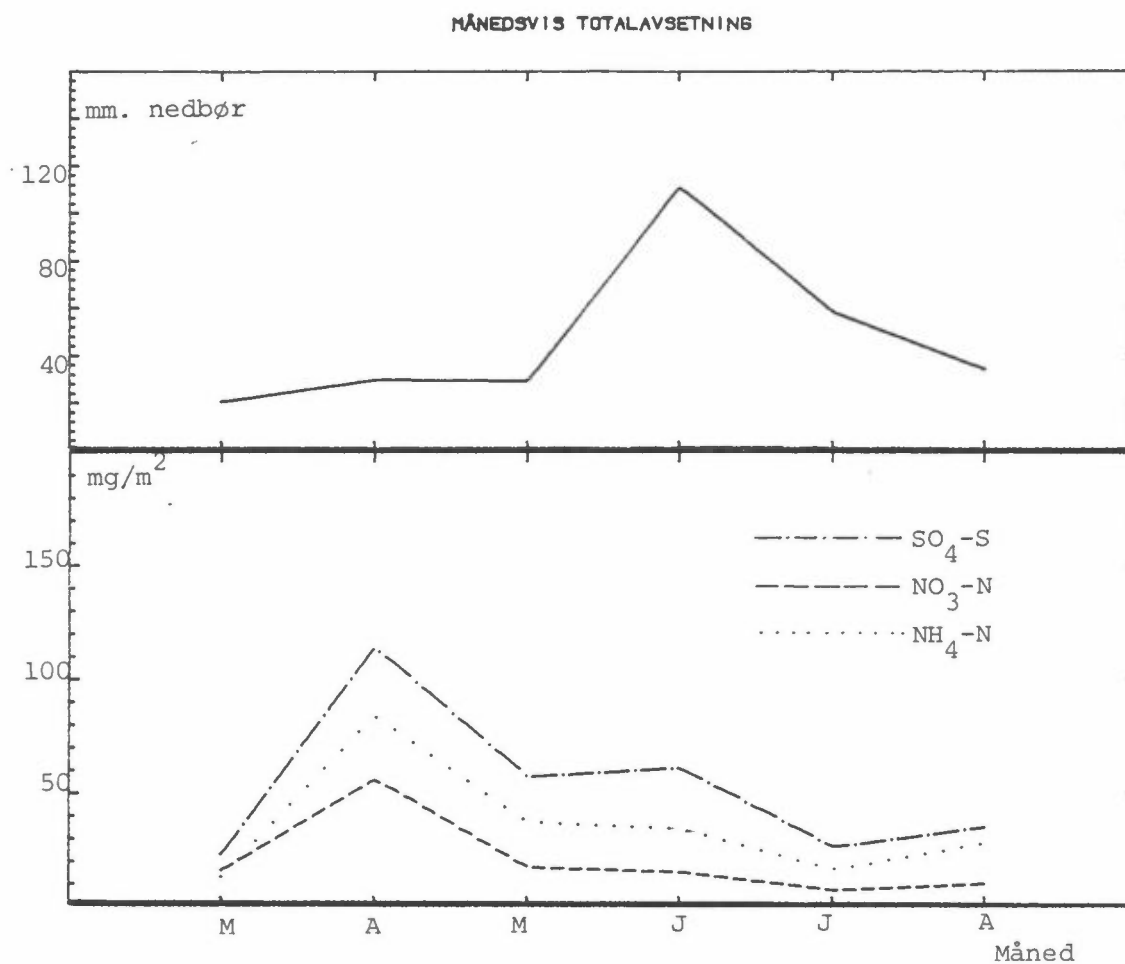 MÅNEDSVIS TOTALAVSETNING
mm. nedbør
120
80
40
mg/m²
150
100
50
SO₄-S
NO₃-N
NH₄-N
M A M J J A
Måned